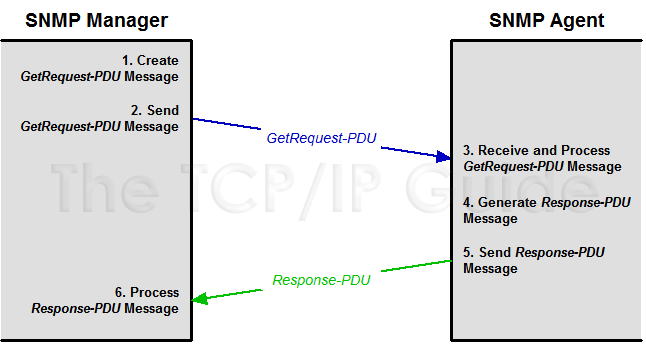 SNMP Manager
SNMP Agent
1. Create
GetRequest-PDU Message
2. Send
GetRequest-PDU Message
GetRequest-PDU
3. Receive and Process
GetRequest-PDU Message
The TCP/IP Guide
4. Generate Response-PDU
Message
5. Send Response-PDU
Message
Response-PDU
6. Process
Response-PDU Message